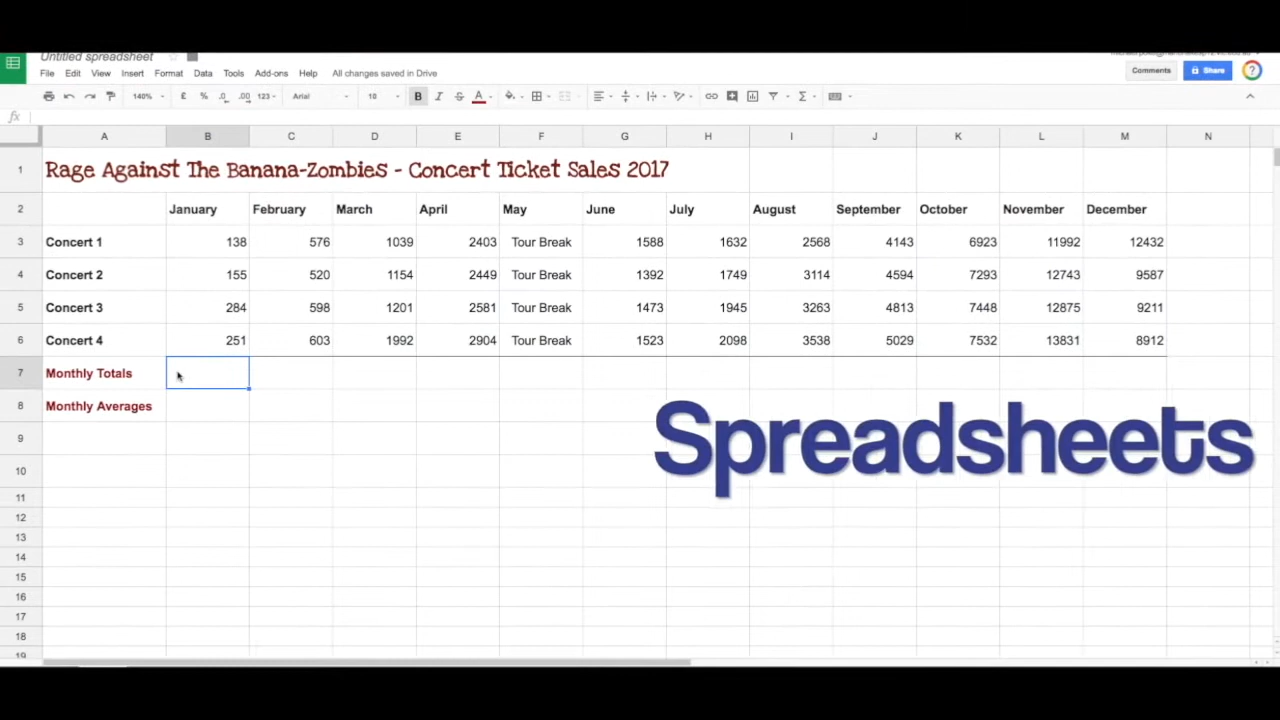 Untitled spreadsheet
File Edit View Insert Format Data Tools Add-ons Help All changes saved in Drive
Comments Share ?
140% £ % .0 .00 123 Arial 10 B I S A Σ
fx
A B C D E F G H I J K L M N
1 Rage Against The Banana-Zombies - Concert Ticket Sales 2017
2 January February March April May June July August September October November December
3 Concert 1 138 576 1039 2403 Tour Break 1588 1632 2568 4143 6923 11992 12432
4 Concert 2 155 520 1154 2449 Tour Break 1392 1749 3114 4594 7293 12743 9587
5 Concert 3 284 598 1201 2581 Tour Break 1473 1945 3263 4813 7448 12875 9211
6 Concert 4 251 603 1992 2904 Tour Break 1523 2098 3538 5029 7532 13831 8912
7 Monthly Totals
8 Monthly Averages
Spreadsheets
9
10
11
12
13
14
15
16
17
18
19